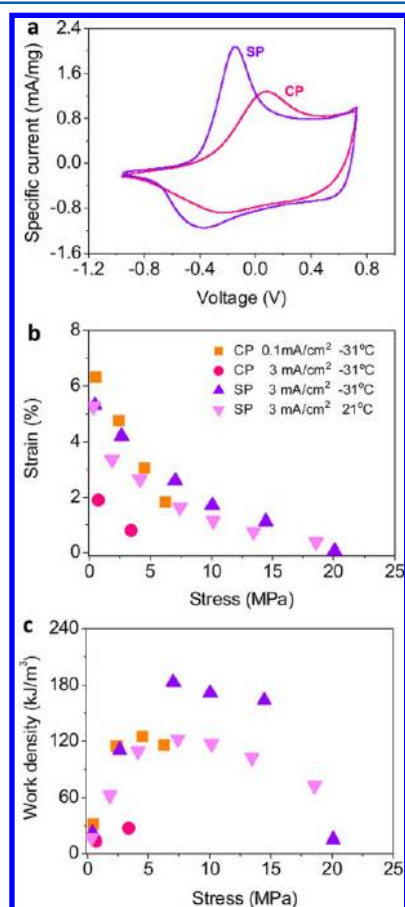 a
2.4
1.6
0.8
0.0
-0.8
-1.6
Specific current (mA/mg)
SP
CP
-1.2 -0.8 -0.4 0.0 0.4 0.8
Voltage (V)
b
8
6
4
2
0
Strain (%)
CP 0.1mA/cm² -31°C
CP 3 mA/cm² -31°C
SP 3 mA/cm² -31°C
SP 3 mA/cm² 21°C
0 5 10 15 20 25
Stress (MPa)
c
240
180
120
60
0
Work density (kJ/m³)
0 5 10 15 20 25
Stress (MPa)